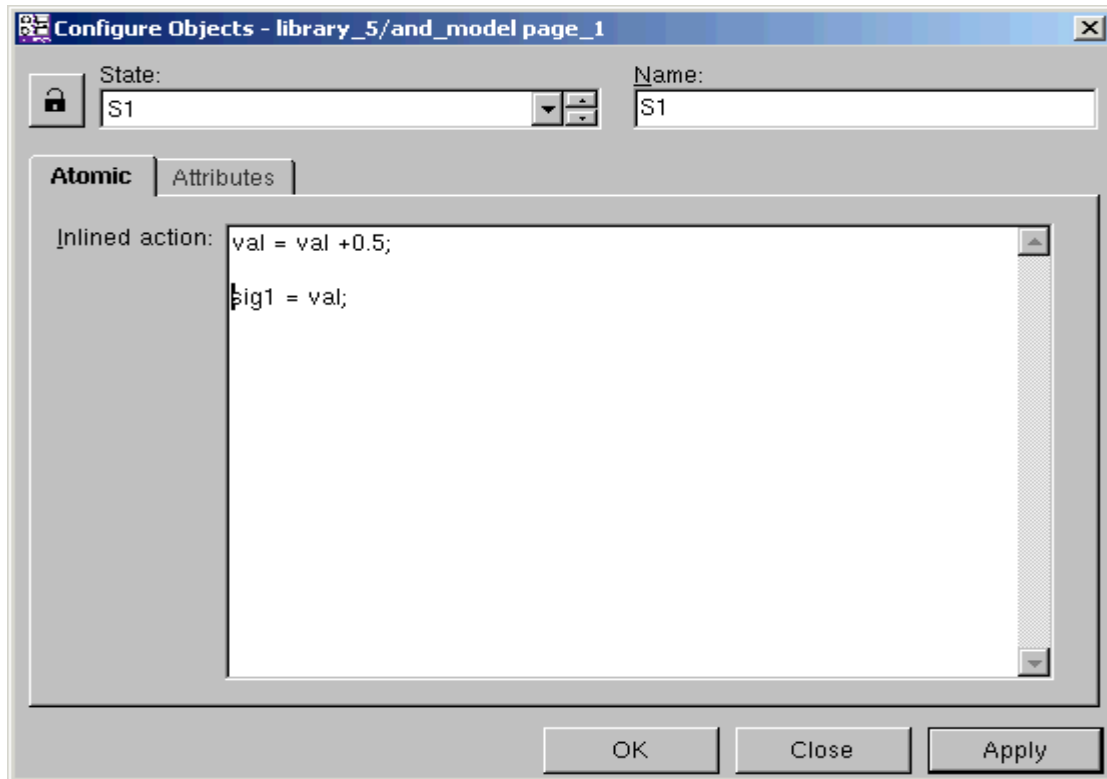 Configure Objects - library_5/and_model page_1
State:
S1
Name:
S1
Atomic
Attributes
Inlined action:
val = val +0.5;
sig1 = val;
OK
Close
Apply